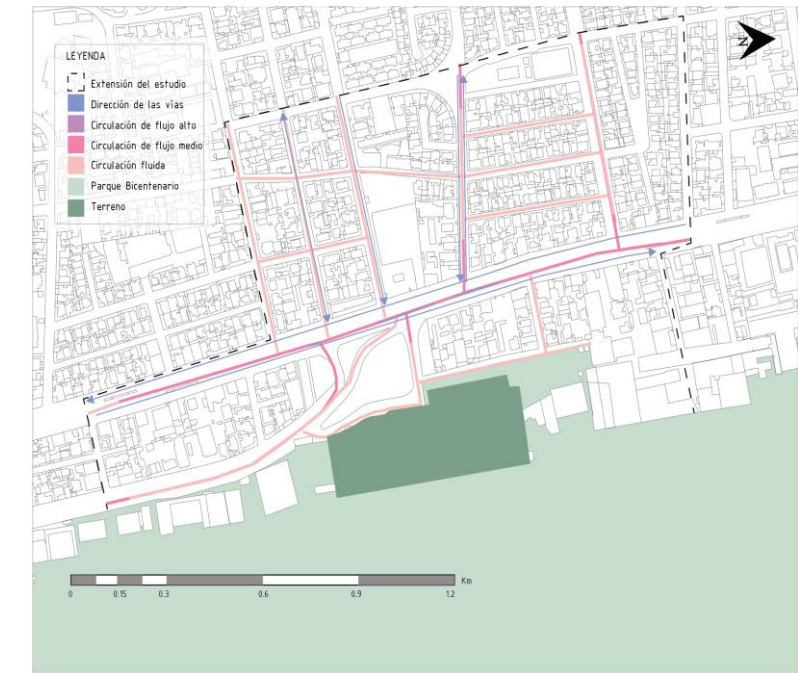 N
LEYENDA
Extensión del estudio
Dirección de las vías
Circulación de flujo alto
Circulación de flujo medio
Circulación fluida
Parque Bicentenario
Terreno
Km
0 0.15 0.3 0.6 0.9 1.2